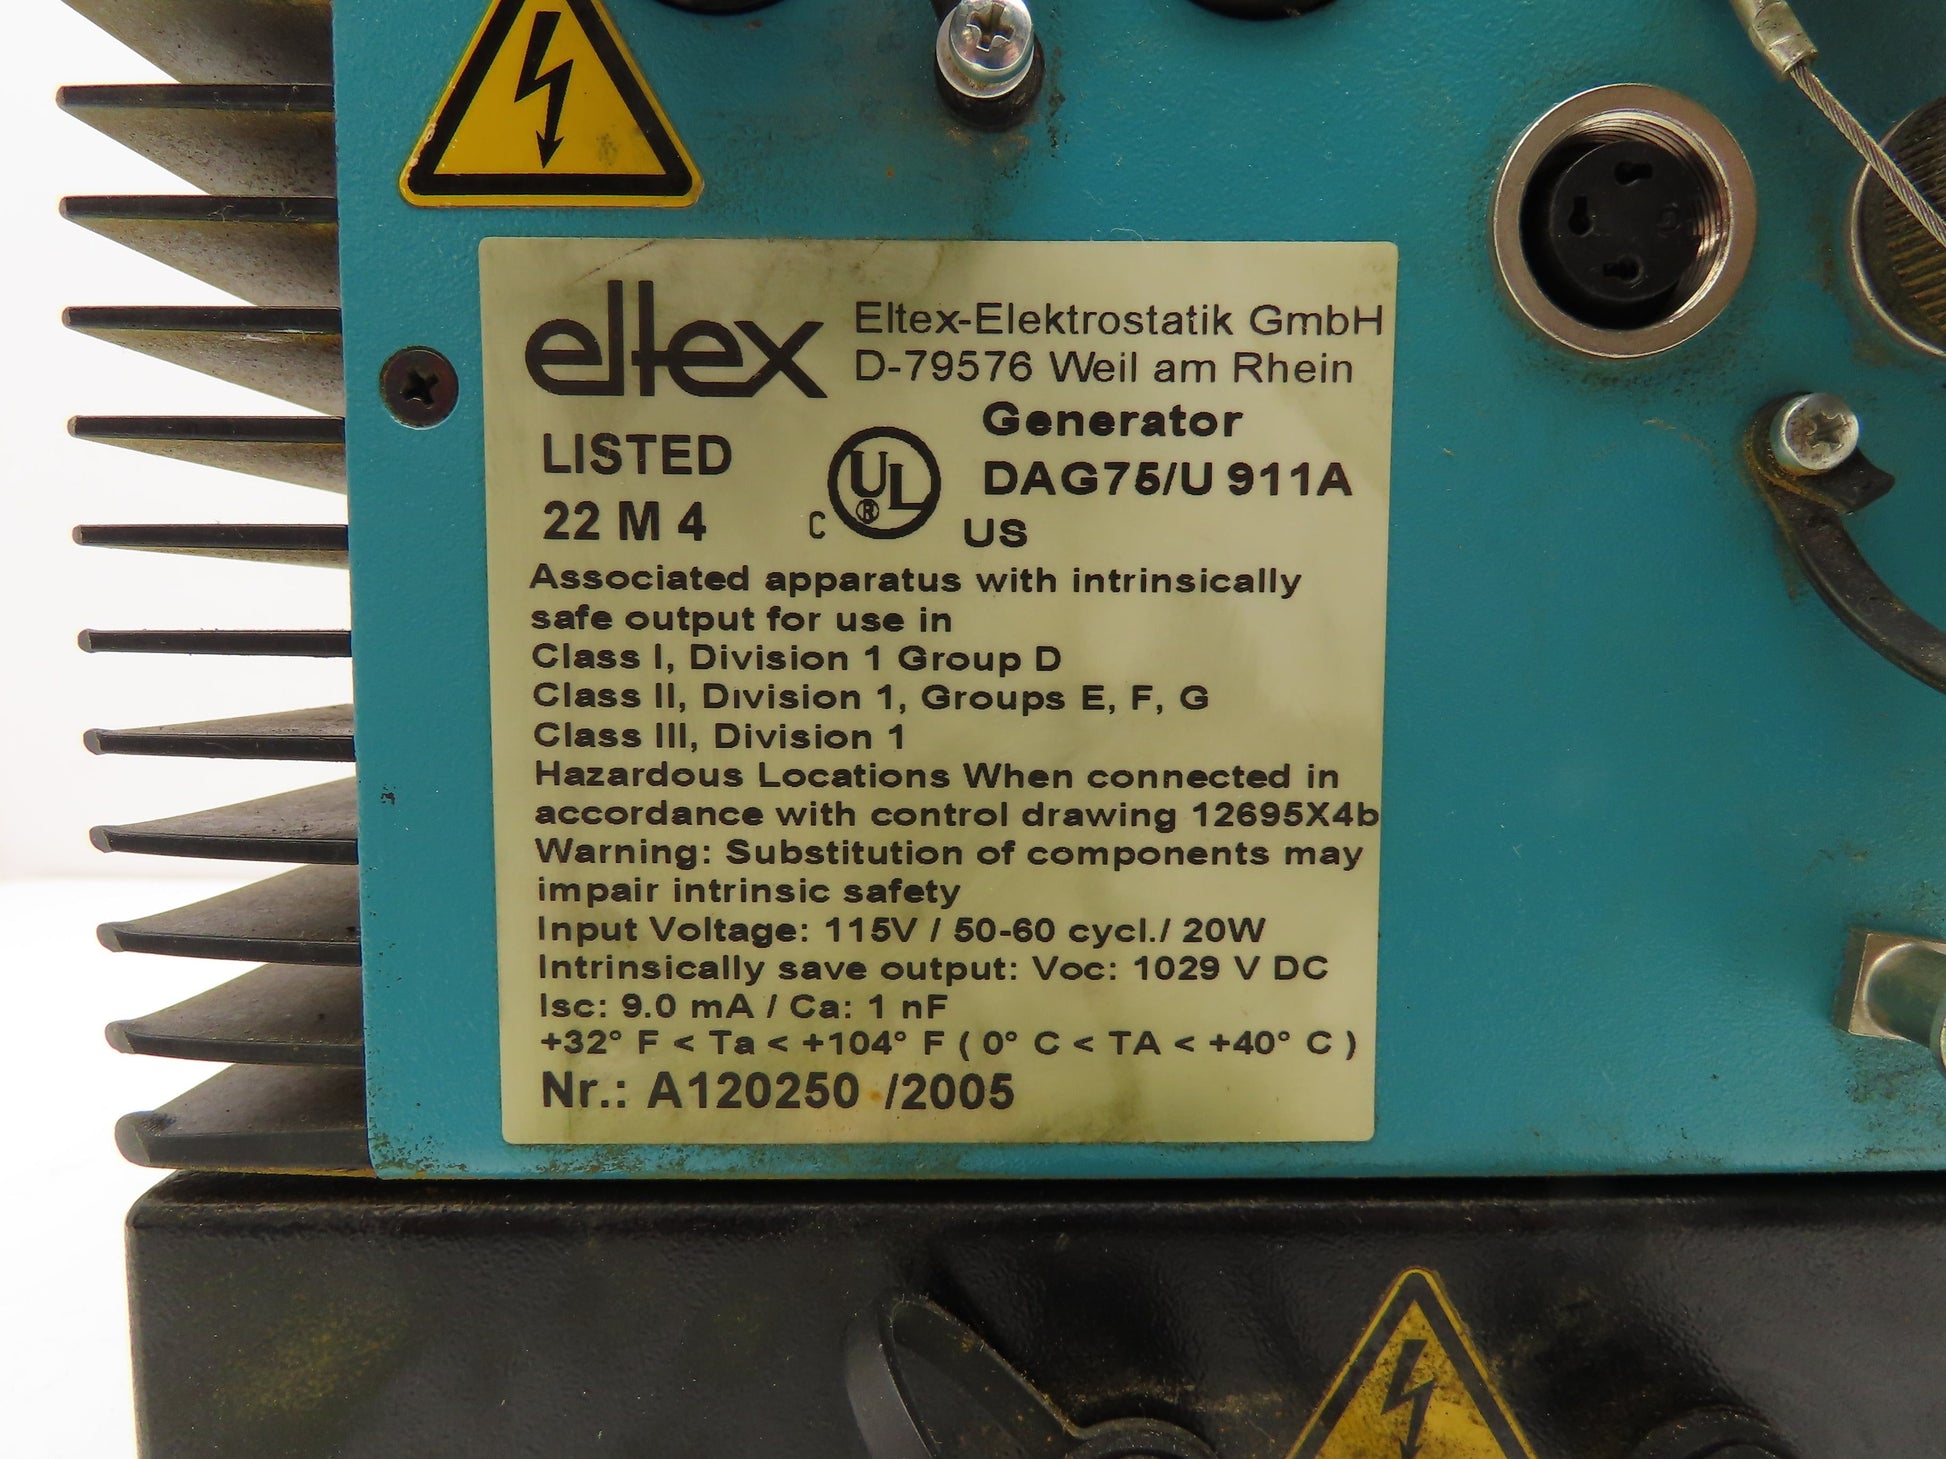 eltex
Eltex-Elektrostatik GmbH
D-79576 Weil am Rhein
Generator
DAG75/U 911A
LISTED
22 M 4
C UL ® US
Associated apparatus with intrinsically
safe output for use in
Class I, Division 1 Group D
Class II, Division 1, Groups E, F, G
Class III, Division 1
Hazardous Locations When connected in
accordance with control drawing 12695X4b
Warning: Substitution of components may
impair intrinsic safety
Input Voltage: 115V / 50-60 cycl./ 20W
Intrinsically save output: Voc: 1029 V DC
Isc: 9.0 mA / Ca: 1 nF
+32° F < Ta < +104° F ( 0° C < TA < +40° C )
Nr.: A120250 /2005